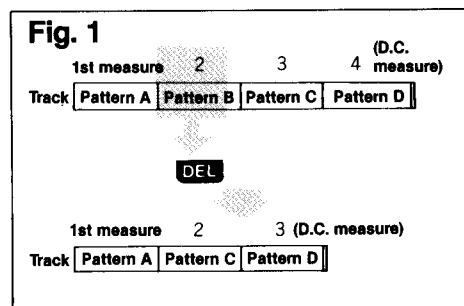 Fig. 1
1st measure 2 3 4 (D.C. measure)
Track Pattern A Pattern B Pattern C Pattern D
DEL
1st measure 2 3 (D.C. measure)
Track Pattern A Pattern C Pattern D